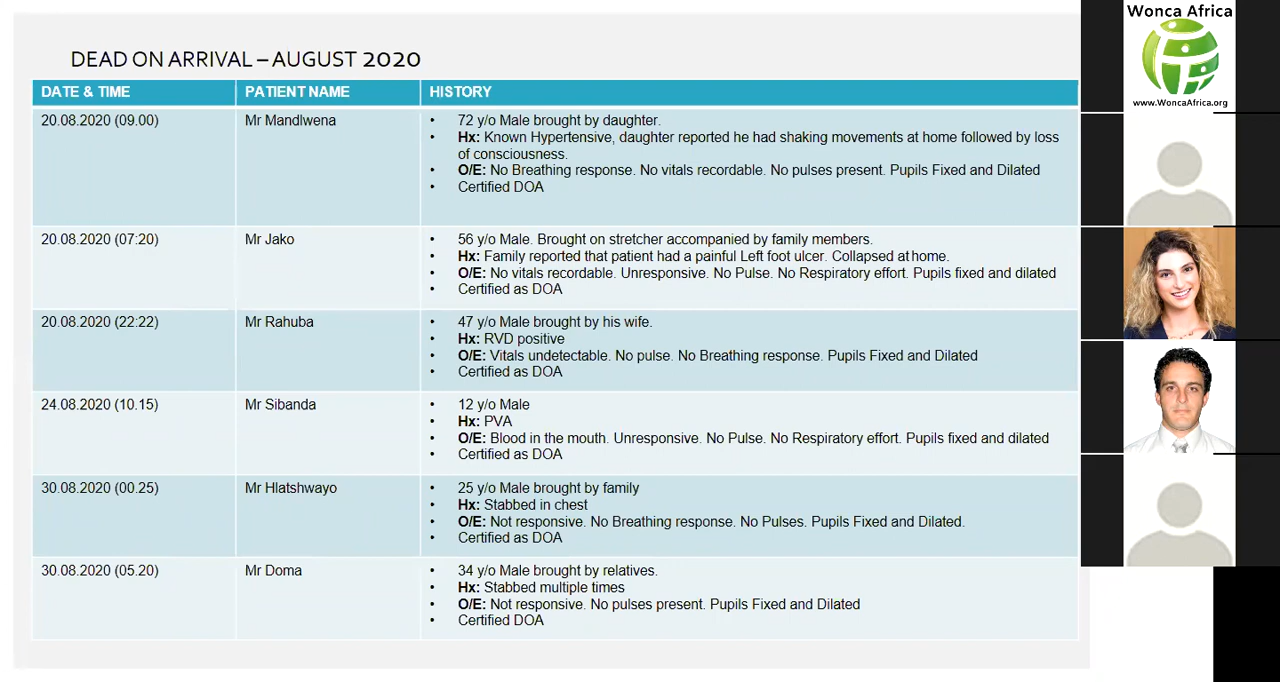 DEAD ON ARRIVAL – AUGUST 2020
DATE & TIME
PATIENT NAME
HISTORY
20.08.2020 (09.00)
Mr Mandlwena
• 72 y/o Male brought by daughter.
• Hx: Known Hypertensive, daughter reported he had shaking movements at home followed by loss
of consciousness.
• O/E: No Breathing response. No vitals recordable. No pulses present. Pupils Fixed and Dilated
• Certified DOA
20.08.2020 (07:20)
Mr Jako
• 56 y/o Male. Brought on stretcher accompanied by family members.
• Hx: Family reported that patient had a painful Left foot ulcer. Collapsed at home.
• O/E: No vitals recordable. Unresponsive. No Pulse. No Respiratory effort. Pupils fixed and dilated
• Certified as DOA
20.08.2020 (22:22)
Mr Rahuba
• 47 y/o Male brought by his wife.
• Hx: RVD positive
• O/E: Vitals undetectable. No pulse. No Breathing response. Pupils Fixed and Dilated
• Certified as DOA
24.08.2020 (10.15)
Mr Sibanda
• 12 y/o Male
• Hx: PVA
• O/E: Blood in the mouth. Unresponsive. No Pulse. No Respiratory effort. Pupils fixed and dilated
• Certified as DOA
30.08.2020 (00.25)
Mr Hlatshwayo
• 25 y/o Male brought by family
• Hx: Stabbed in chest
• O/E: Not responsive. No Breathing response. No Pulses. Pupils Fixed and Dilated.
• Certified as DOA
30.08.2020 (05.20)
Mr Doma
• 34 y/o Male brought by relatives.
• Hx: Stabbed multiple times
• O/E: Not responsive. No pulses present. Pupils Fixed and Dilated
• Certified DOA
Wonca Africa
www.WoncaAfrica.org